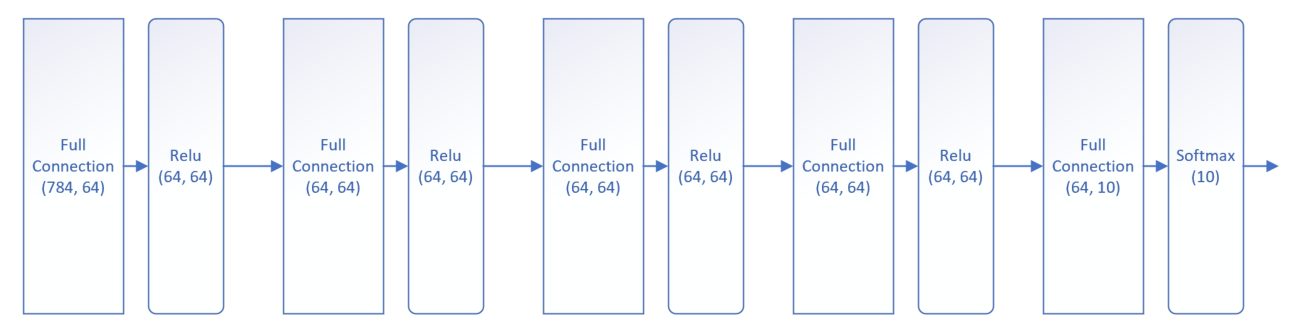 Full
Connection
(784, 64)
Relu
(64, 64)
Full
Connection
(64, 64)
Relu
(64, 64)
Full
Connection
(64, 64)
Relu
(64, 64)
Full
Connection
(64, 64)
Relu
(64, 64)
Full
Connection
(64, 10)
Softmax
(10)